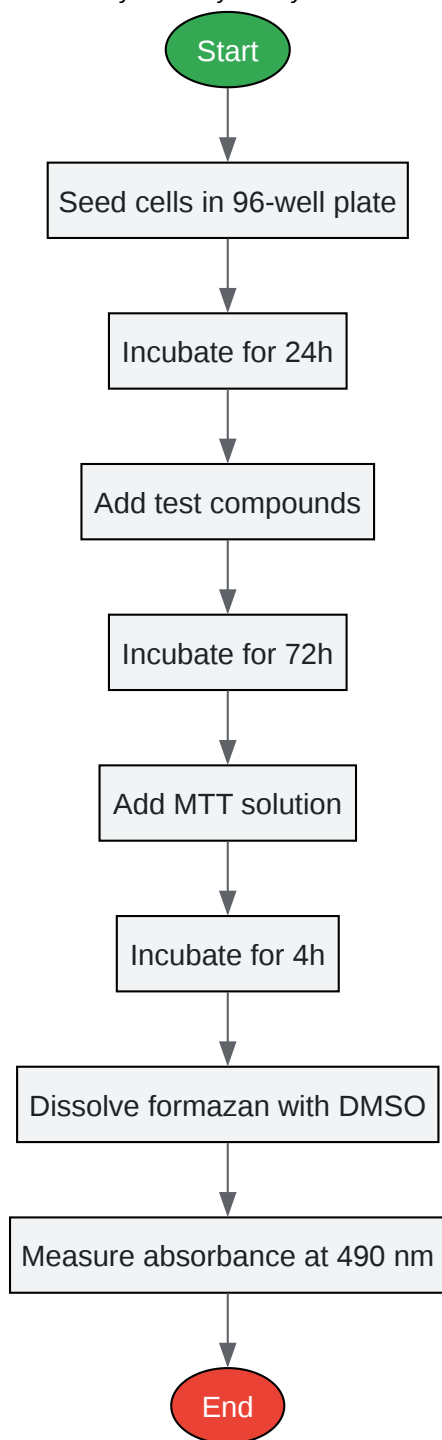 Start
Seed cells in 96-well plate
Incubate for 24h
Add test compounds
Incubate for 72h
Add MTT solution
Incubate for 4h
Dissolve formazan with DMSO
Measure absorbance at 490 nm
End